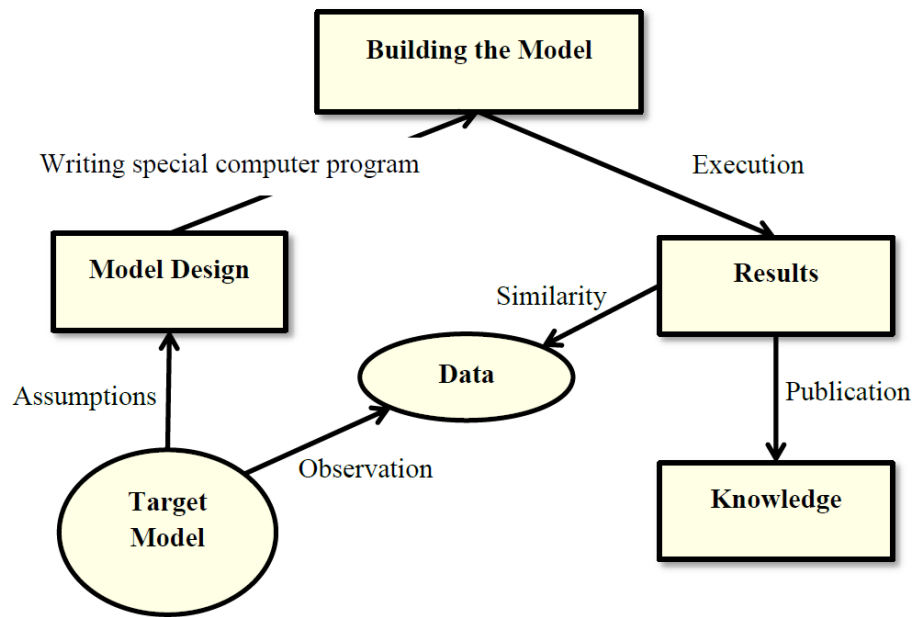 Building the Model
Writing special computer program
Execution
Model Design
Results
Similarity
Data
Assumptions
Publication
Observation
Target
Model
Knowledge